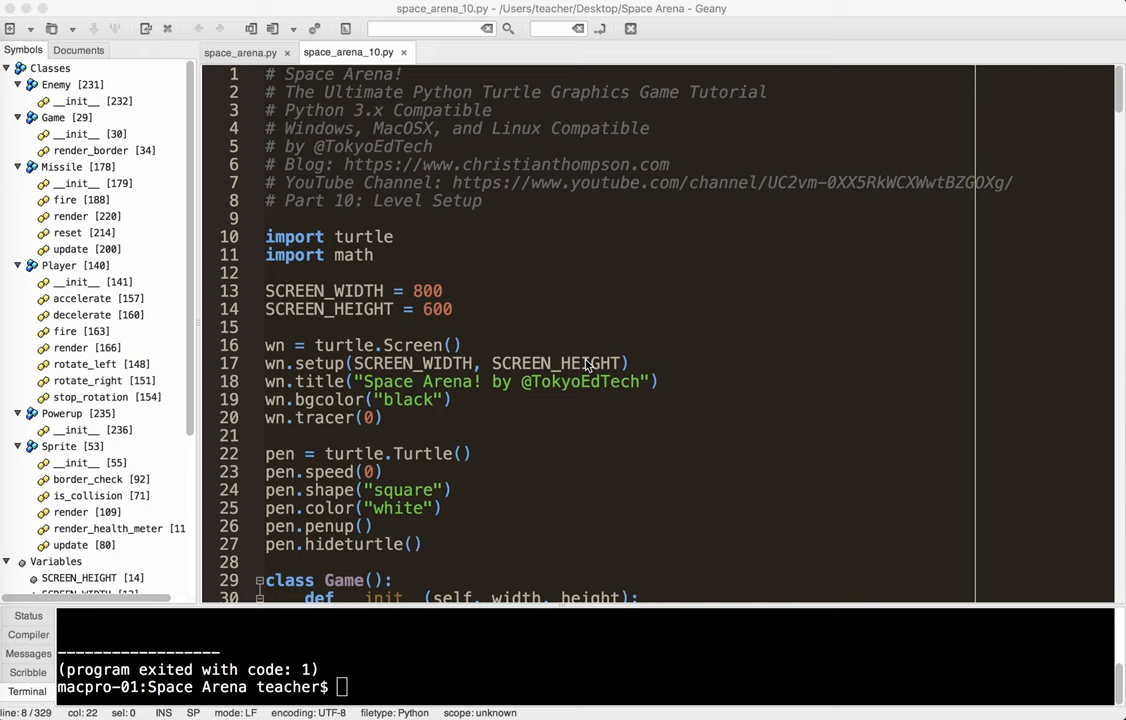 space_arena_10.py - /Users/teacher/Desktop/Space Arena - Geany
space_arena.py × space_arena_10.py ×
Symbols Documents
Classes
Enemy [231]
__init__ [232]
Game [29]
__init__ [30]
render_border [34]
Missile [178]
__init__ [179]
fire [188]
render [220]
reset [214]
update [200]
Player [140]
__init__ [141]
accelerate [157]
decelerate [160]
fire [163]
render [166]
rotate_left [148]
rotate_right [151]
stop_rotation [154]
Powerup [235]
__init__ [236]
Sprite [53]
__init__ [55]
border_check [92]
is_collision [71]
render [109]
render_health_meter [11
update [80]
Variables
SCREEN_HEIGHT [14]
1 # Space Arena!
2 # The Ultimate Python Turtle Graphics Game Tutorial
3 # Python 3.x Compatible
4 # Windows, MacOSX, and Linux Compatible
5 # by @TokyoEdTech
6 # Blog: https://www.christianthompson.com
7 # YouTube Channel: https://www.youtube.com/channel/UC2vm-0XX5RkWCXWwtBZGOXg/
8 # Part 10: Level Setup
9
10 import turtle
11 import math
12
13 SCREEN_WIDTH = 800
14 SCREEN_HEIGHT = 600
15
16 wn = turtle.Screen()
17 wn.setup(SCREEN_WIDTH, SCREEN_HEIGHT)
18 wn.title("Space Arena! by @TokyoEdTech")
19 wn.bgcolor("black")
20 wn.tracer(0)
21
22 pen = turtle.Turtle()
23 pen.speed(0)
24 pen.shape("square")
25 pen.color("white")
26 pen.penup()
27 pen.hideturtle()
28
29 class Game():
30 def __init__(self, width, height):
Status
Compiler
Messages
Scribble
Terminal
------------------
(program exited with code: 1)
macpro-01:Space Arena teacher$
line: 8 / 329 col: 22 sel: 0 INS SP mode: LF encoding: UTF-8 filetype: Python scope: unknown